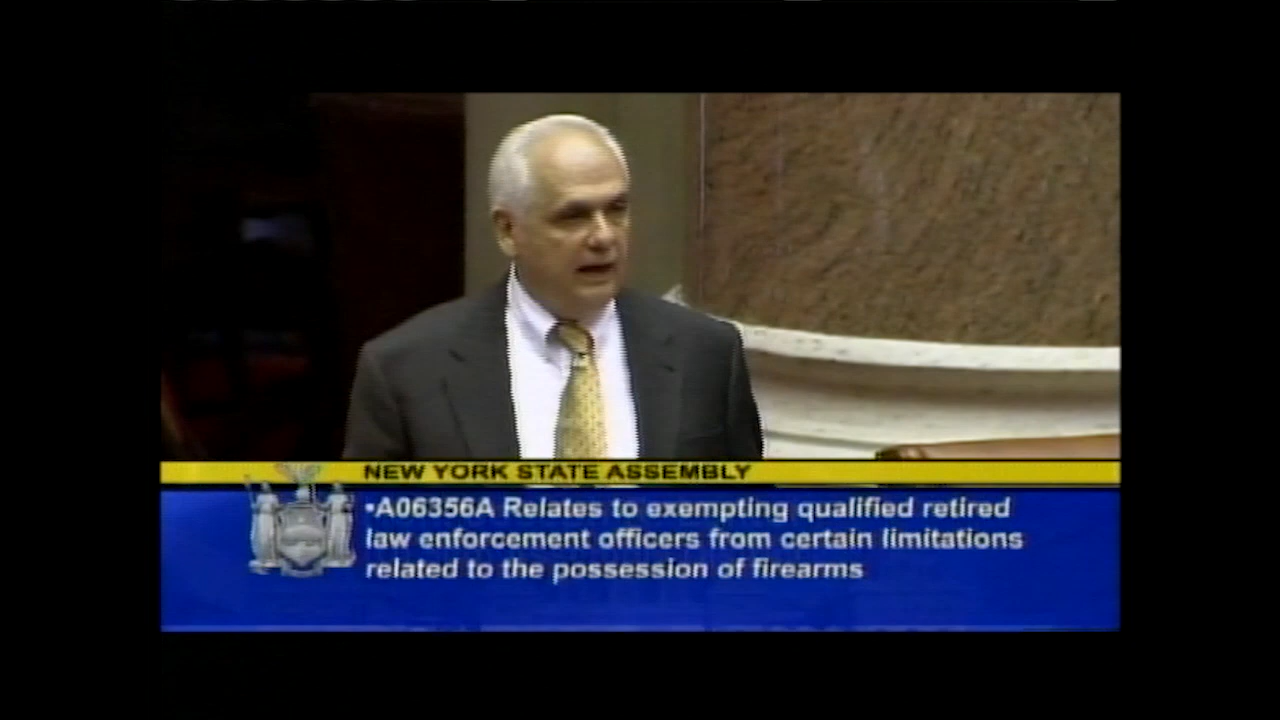 NEW YORK STATE ASSEMBLY
•A06356A Relates to exempting qualified retired
law enforcement officers from certain limitations
related to the possession of firearms